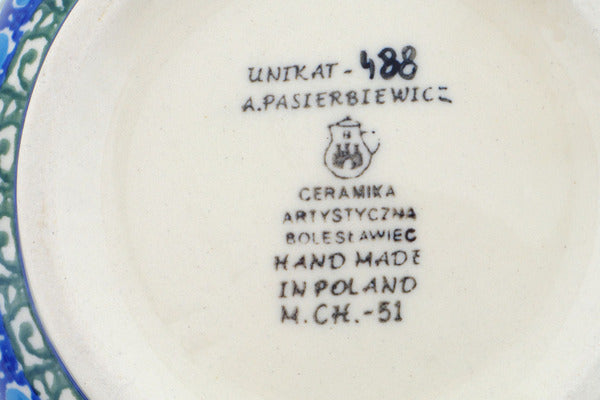 UNIKAT - 488
A. PASIERBIEWICZ
CERAMIKA
ARTYSTYCZNA
BOLESŁAWIEC
HAND MADE
IN POLAND
M. CH. - 51